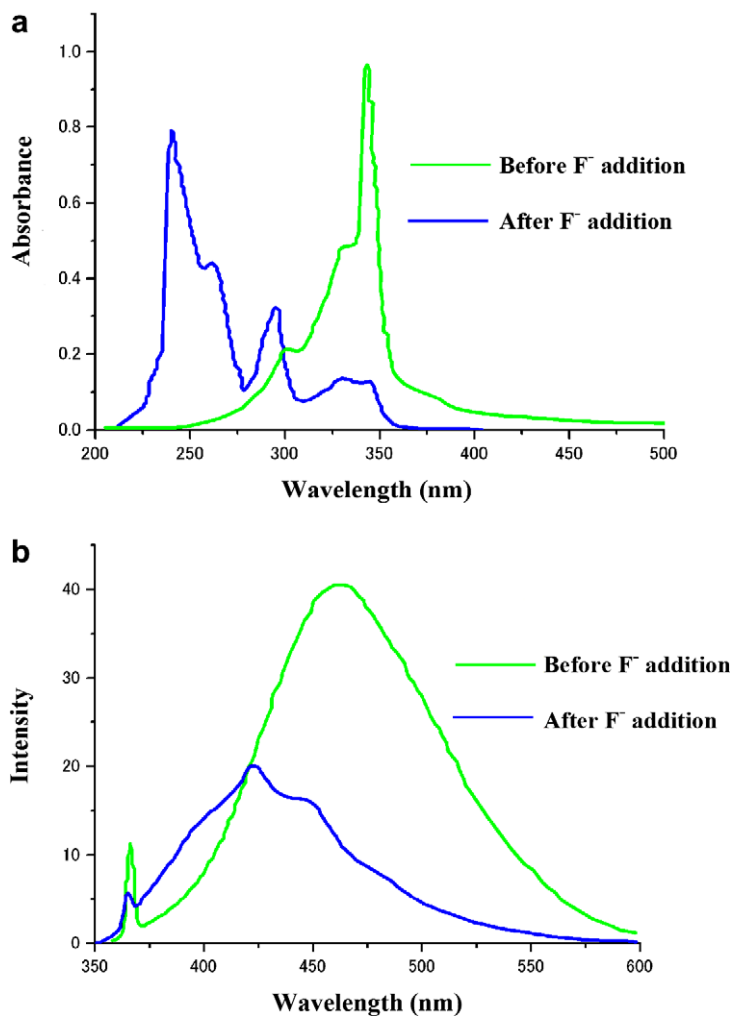 a
1.0
0.8
0.6
0.4
0.2
0.0
Absorbance
Before F⁻ addition
After F⁻ addition
200 250 300 350 400 450 500
Wavelength (nm)
b
40
30
20
10
0
Intensity
Before F⁻ addition
After F⁻ addition
350 400 450 500 550 600
Wavelength (nm)